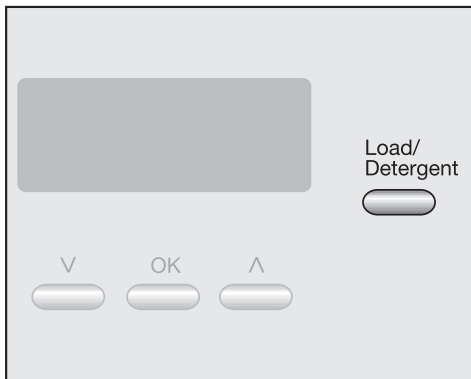 Load/
Detergent
V OK Λ